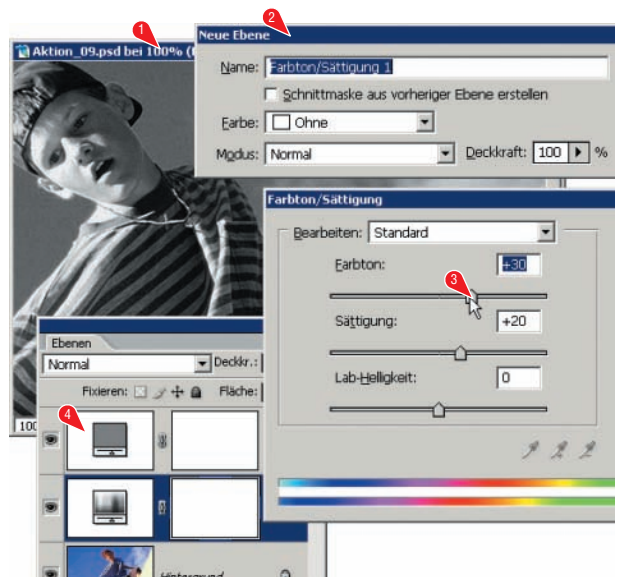 1
2
Neue Ebene
Aktion_09.psd bei 100% (
Name: Farbton/Sättigung 1
Schnittmaske aus vorheriger Ebene erstellen
Farbe: Ohne
Modus: Normal Deckkraft: 100 %
Farbton/Sättigung
Bearbeiten: Standard
Farbton: +30
3
Sättigung: +20
Lab-Helligkeit: 0
Ebenen
Normal Deckkr.:
Fixieren: Fläche:
100
4
Hintergrund